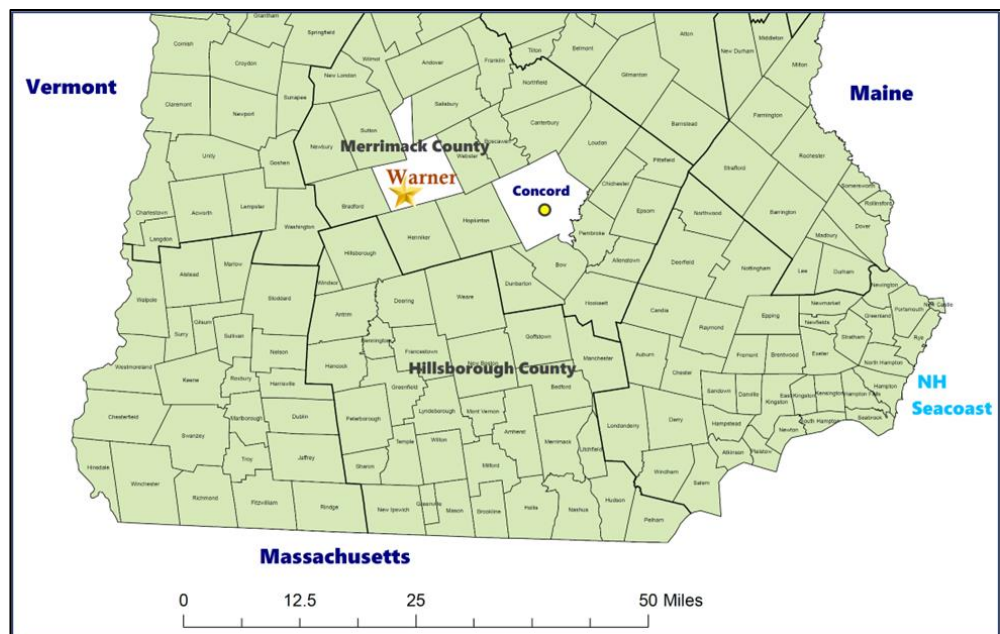 Grantham
Springfield
Cornish
Croydon
Wilmot
Andover
Franklin
Tilton
Belmont
Alton
New Durham
Middleton
Milton
Gilmanton
Northfield
Vermont
Maine
Claremont
Newport
Sunapee
New London
Sutton
Salisbury
Canterbury
Barnstead
Farmington
Loudon
Pittsfield
Strafford
Rochester
Unity
Goshen
Newbury
Merrimack County
Webster
Boscawen
Warner
Concord
Chichester
Epsom
Northwood
Barrington
Somersworth
Rollinsford
Dover
Madbury
Charlestown
Acworth
Lempster
Washington
Bradford
Hopkinton
Henniker
Pembroke
Langdon
Hillsborough
Windsor
Bow
Allenstown
Deerfield
Nottingham
Lee
Durham
Alstead
Marlow
Stoddard
Dunbarton
Hooksett
Newington
Portsmouth
New Castle
Walpole
Antrim
Deering
Weare
Candia
Raymond
Epping
Newmarket
Newfields
Greenland
Stratham
Rye
Surry
Gilsum
Sullivan
Nelson
Bennington
Francestown
New Boston
Goffstown
Manchester
Auburn
Chester
Fremont
Brentwood
Exeter
North Hampton
Westmoreland
Keene
Roxbury
Harrisville
Hancock
Greenfield
Hillsborough County
Bedford
Sandown
Danville
Kingston
East Kingston
Kensington
Hampton Falls
Hampton
NH
Seacoast
Chesterfield
Marlborough
Dublin
Peterborough
Lyndeborough
Mont Vernon
Amherst
Merrimack
Litchfield
Londonderry
Derry
Hampstead
Newton
South Hampton
Seabrook
Swanzey
Troy
Jaffrey
Sharon
Temple
Wilton
Milford
Atkinson
Plaistow
Hinsdale
Winchester
Richmond
Fitzwilliam
Rindge
New Ipswich
Greenville
Mason
Brookline
Hollis
Nashua
Hudson
Windham
Salem
Pelham
Massachusetts
0 12.5 25 50 Miles